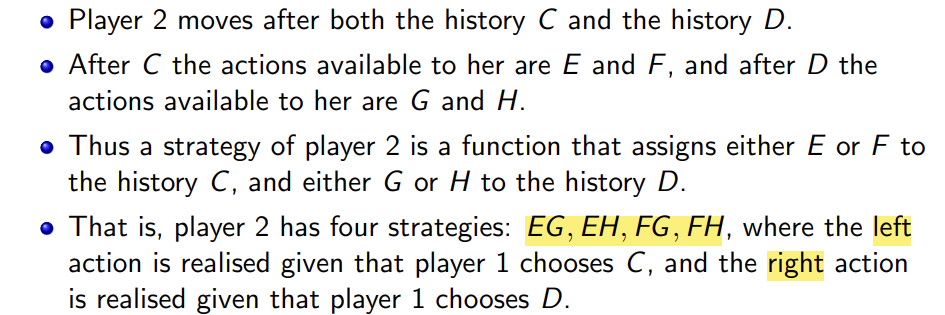 Player 2 moves after both the history C and the history D.
After C the actions available to her are E and F, and after D the
actions available to her are G and H.
Thus a strategy of player 2 is a function that assigns either E or F to
the history C, and either G or H to the history D.
That is, player 2 has four strategies: EG, EH, FG, FH, where the left
action is realised given that player 1 chooses C, and the right action
is realised given that player 1 chooses D.